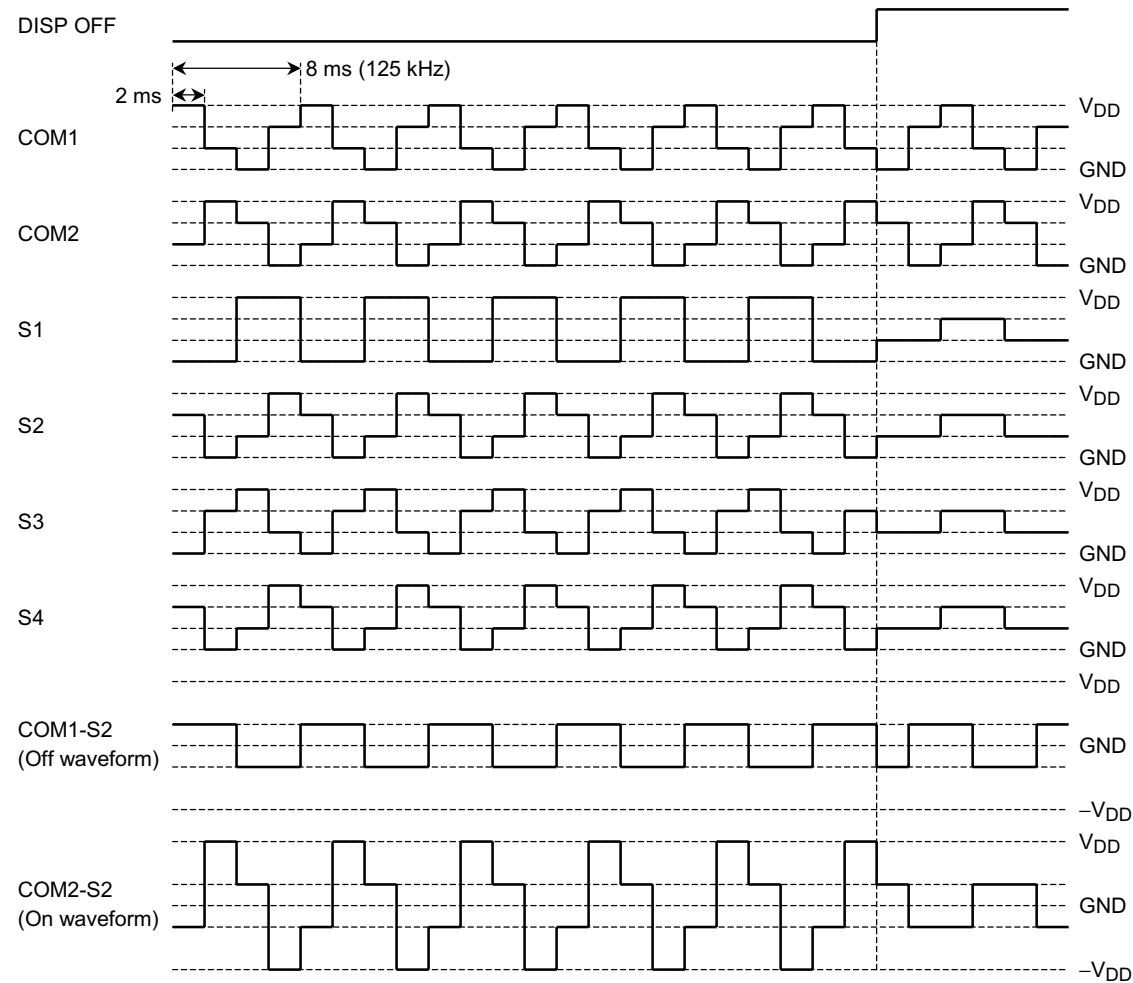 DISP OFF
8 ms (125 kHz)
2 ms
COM1
VDD
GND
COM2
VDD
GND
S1
VDD
GND
S2
VDD
GND
S3
VDD
GND
S4
VDD
GND
VDD
COM1-S2
(Off waveform)
GND
−VDD
VDD
COM2-S2
(On waveform)
GND
−VDD